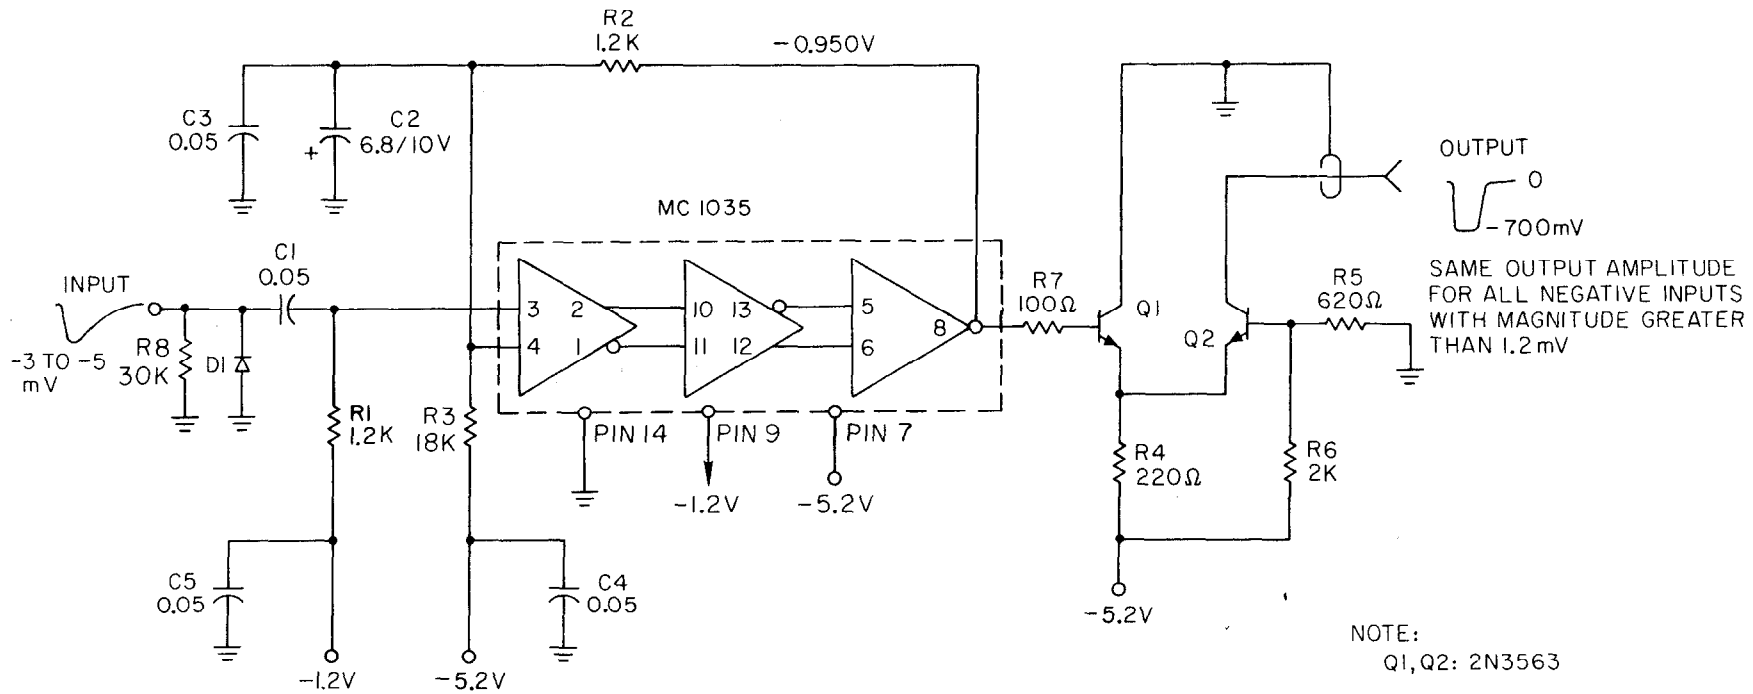 R2
1.2K
-0.950V
C3
0.05
C2
6.8/10V
+
MC 1035
OUTPUT
0
-700mV
SAME OUTPUT AMPLITUDE
FOR ALL NEGATIVE INPUTS
WITH MAGNITUDE GREATER
THAN 1.2mV
INPUT
-3 TO -5
mV
C1
0.05
R8
30K
D1
3
2
4
1
10
13
11
12
5
6
8
R7
100Ω
Q1
Q2
R5
620Ω
R1
1.2K
R3
18K
PIN 14
PIN 9
PIN 7
-1.2V
-5.2V
R4
220Ω
R6
2K
C5
0.05
C4
0.05
-1.2V
-5.2V
-5.2V
NOTE:
Q1,Q2: 2N3563